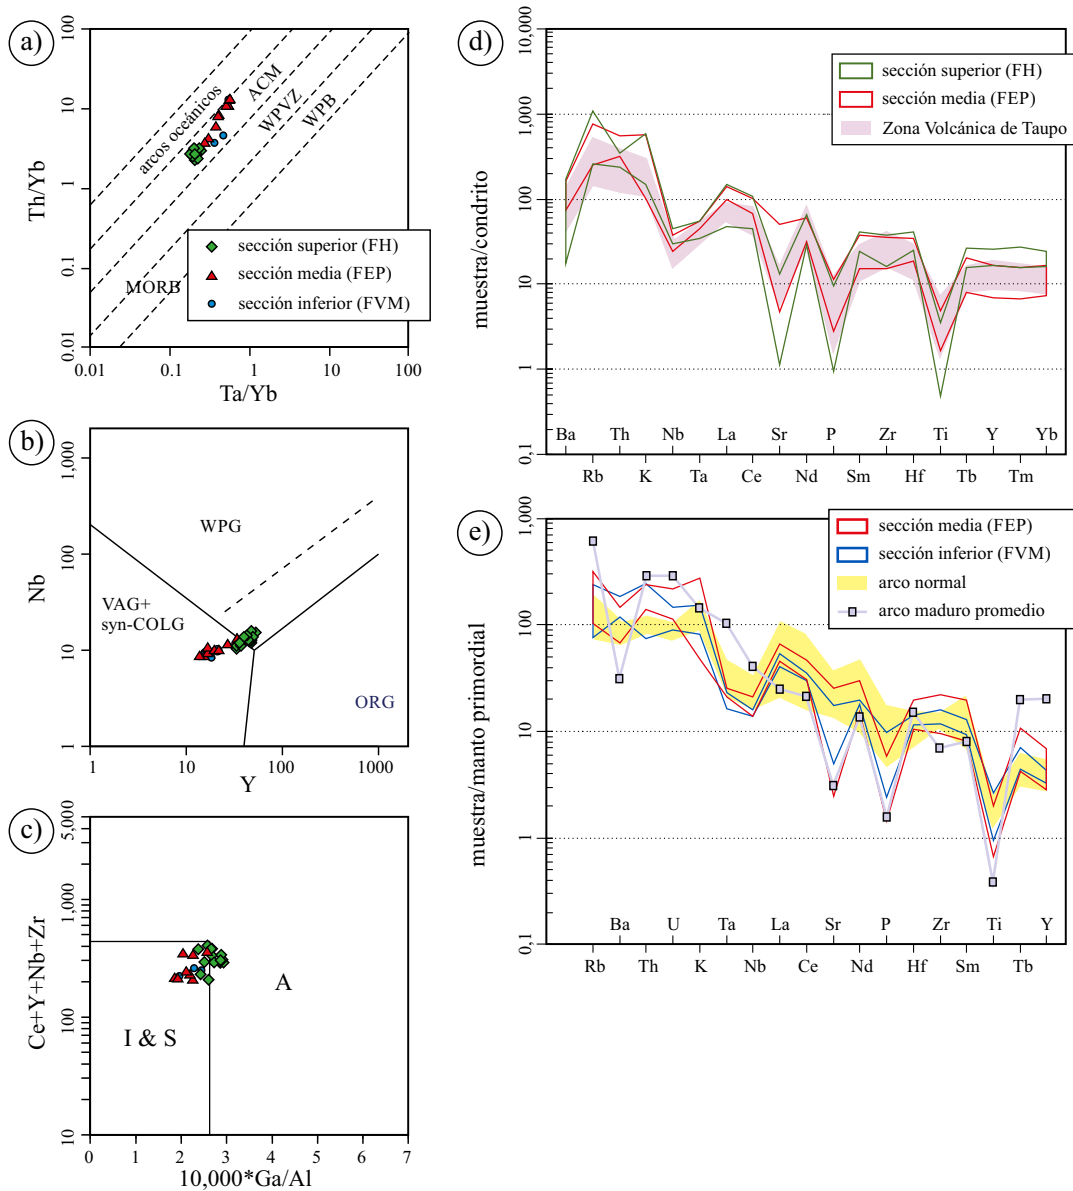 a)
Th/Yb
100
10
1
0.1
0.01
arcos oceánicos
ACM
WPVZ
WPB
MORB
sección superior (FH)
sección media (FEP)
sección inferior (FVM)
0.01
0.1
1
10
100
Ta/Yb
b)
Nb
1,000
100
10
1
WPG
VAG+
syn-COLG
ORG
1
10
100
1000
Y
c)
Ce+Y+Nb+Zr
5,000
1,000
100
10
A
I & S
0
1
2
3
4
5
6
7
10,000*Ga/Al
d)
muestra/condrito
10,000
1,000
100
10
1
0,1
sección superior (FH)
sección media (FEP)
Zona Volcánica de Taupo
Ba
Th
Nb
La
Sr
P
Zr
Ti
Y
Yb
Rb
K
Ta
Ce
Nd
Sm
Hf
Tb
Tm
e)
muestra/manto primordial
1,000
100
10
1
0,1
sección media (FEP)
sección inferior (FVM)
arco normal
arco maduro promedio
Ba
U
Ta
La
Sr
P
Zr
Ti
Y
Rb
Th
K
Nb
Ce
Nd
Hf
Sm
Tb